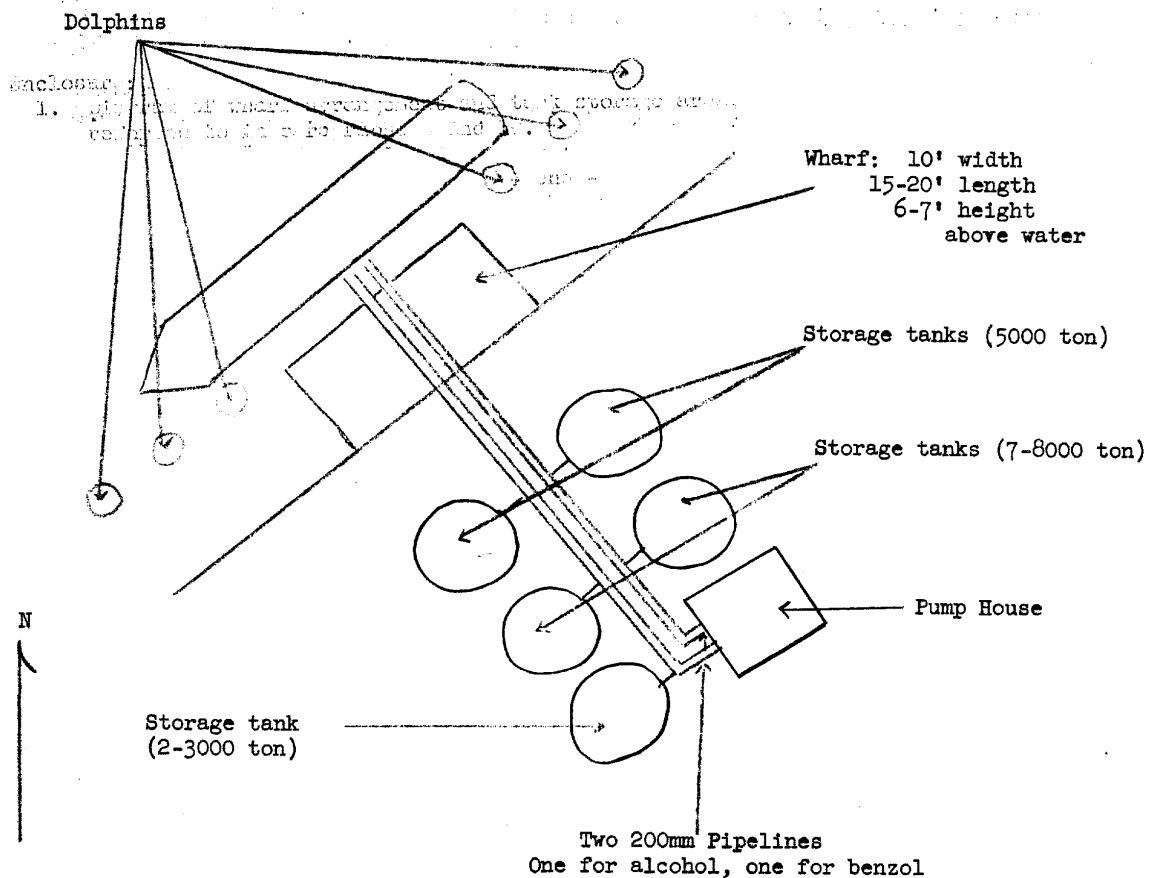 Dolphins
1.
Wharf: 10' width
15-20' length
6-7' height
above water
Storage tanks (5000 ton)
Storage tanks (7-8000 ton)
N
Pump House
Storage tank
(2-3000 ton)
Two 200mm Pipelines
One for alcohol, one for benzol